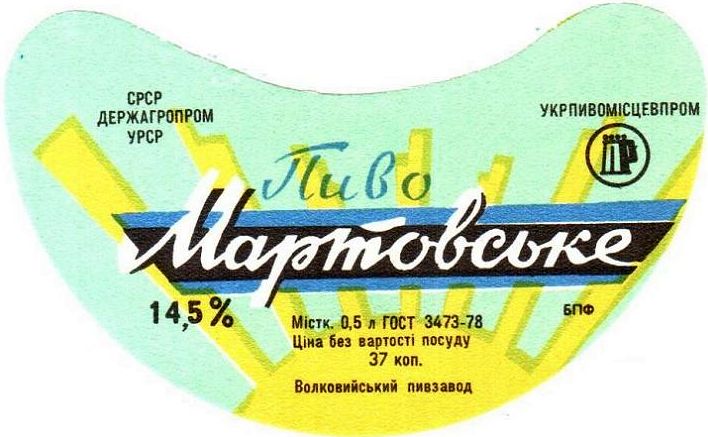 СРСР
ДЕРЖАГРОПРОМ
УРСР
УКРПИВОМІСЦЕВПРОМ
Пиво
Мартовське
14,5%
Містк. 0,5 л ГОСТ 3473-78
Ціна без вартості посуду
37 коп.
БПФ
Волковийський пивзавод